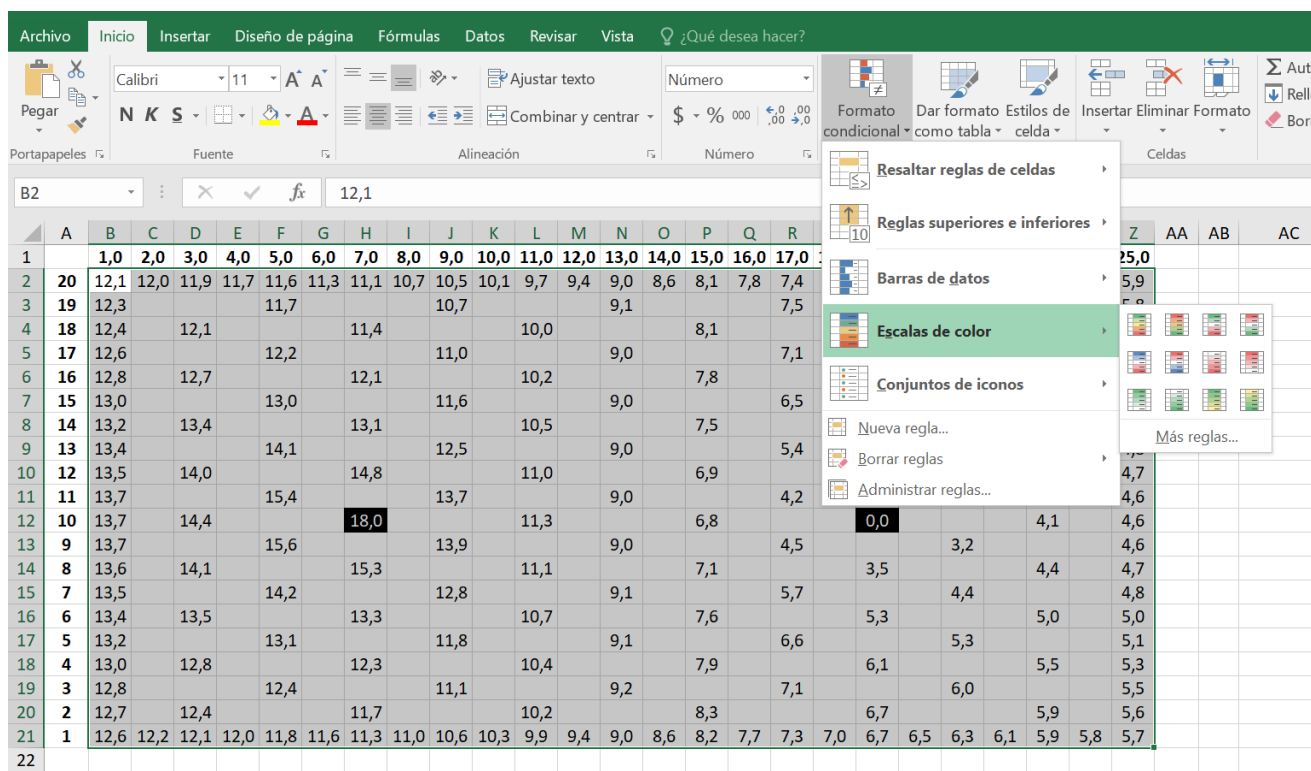 Archivo Inicio Insertar Diseño de página Fórmulas Datos Revisar Vista ¿Qué desea hacer?
Calibri 11 Ajustar texto Número Σ Aut
Pegar N K S A Combinar y centrar $ % 000 Formato condicional Dar formato como tabla Estilos de celda Insertar Eliminar Formato Rell
Bor
Portapapeles Fuente Alineación Número Celdas
B2 fx 12,1
Resaltar reglas de celdas
Reglas superiores e inferiores
Barras de datos
Escalas de color
Conjuntos de iconos
Nueva regla...
Borrar reglas
Administrar reglas...
Más reglas...
A B C D E F G H I J K L M N O P Q R Z AA AB AC
1 1,0 2,0 3,0 4,0 5,0 6,0 7,0 8,0 9,0 10,0 11,0 12,0 13,0 14,0 15,0 16,0 17,0 25,0
2 20 12,1 12,0 11,9 11,7 11,6 11,3 11,1 10,7 10,5 10,1 9,7 9,4 9,0 8,6 8,1 7,8 7,4 5,9
3 19 12,3 11,7 10,7 9,1 7,5
4 18 12,4 12,1 11,4 10,0 8,1
5 17 12,6 12,2 11,0 9,0 7,1
6 16 12,8 12,7 12,1 10,2 7,8
7 15 13,0 13,0 11,6 9,0 6,5
8 14 13,2 13,4 13,1 10,5 7,5
9 13 13,4 14,1 12,5 9,0 5,4
10 12 13,5 14,0 14,8 11,0 6,9 4,7
11 11 13,7 15,4 13,7 9,0 4,2 4,6
12 10 13,7 14,4 18,0 11,3 6,8 0,0 4,1 4,6
13 9 13,7 15,6 13,9 9,0 4,5 3,2 4,6
14 8 13,6 14,1 15,3 11,1 7,1 3,5 4,4 4,7
15 7 13,5 14,2 12,8 9,1 5,7 4,4 4,8
16 6 13,4 13,5 13,3 10,7 7,6 5,3 5,0 5,0
17 5 13,2 13,1 11,8 9,1 6,6 5,3 5,1
18 4 13,0 12,8 12,3 10,4 7,9 6,1 5,5 5,3
19 3 12,8 12,4 11,1 9,2 7,1 6,0 5,5
20 2 12,7 12,4 11,7 10,2 8,3 6,7 5,9 5,6
21 1 12,6 12,2 12,1 12,0 11,8 11,6 11,3 11,0 10,6 10,3 9,9 9,4 9,0 8,6 8,2 7,7 7,3 7,0 6,7 6,5 6,3 6,1 5,9 5,8 5,7
22